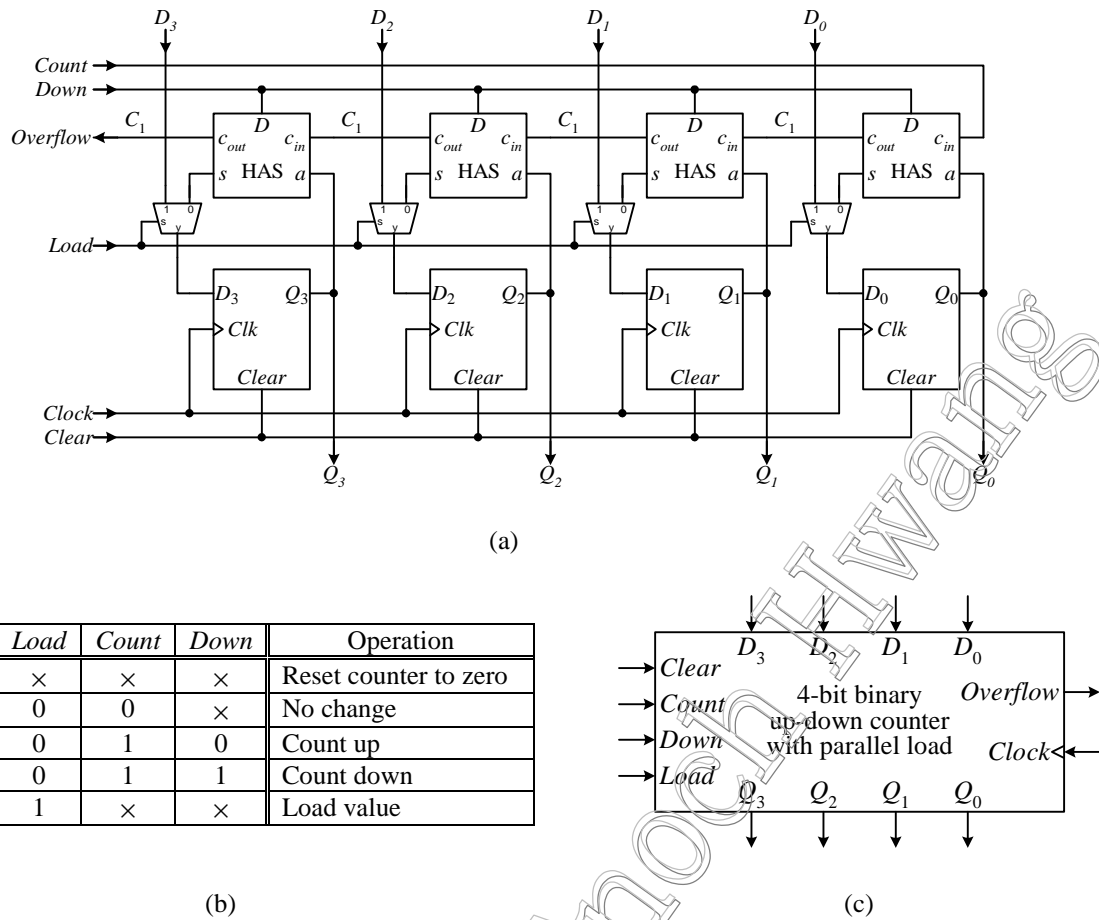 D3 D2 D1 D0
Count
Down
Overflow C1 C1 C1 C1
D D D D
cout cin cout cin cout cin cout cin
s HAS a s HAS a s HAS a s HAS a
1 0 1 0 1 0 1 0
s y s y s y s y
Load
D3 Q3 D2 Q2 D1 Q1 D0 Q0
Clk Clk Clk Clk
Clear Clear Clear Clear
Clock
Clear
Q3 Q2 Q1 Q0
(a)
Load Count Down Operation
× × × Reset counter to zero
0 0 × No change
0 1 0 Count up
0 1 1 Count down
1 × × Load value
(b)
D3 D2 D1 D0
Clear
Count
Down
Load
4-bit binary
up-down counter
with parallel load
Overflow
Clock
Q3 Q2 Q1 Q0
(c)
noch Hwang